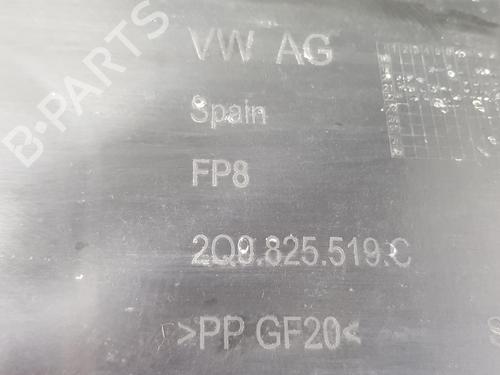 B-PARTS
VW AG
Spain
FP8
2Q0.825.519.C
>PP GF20<